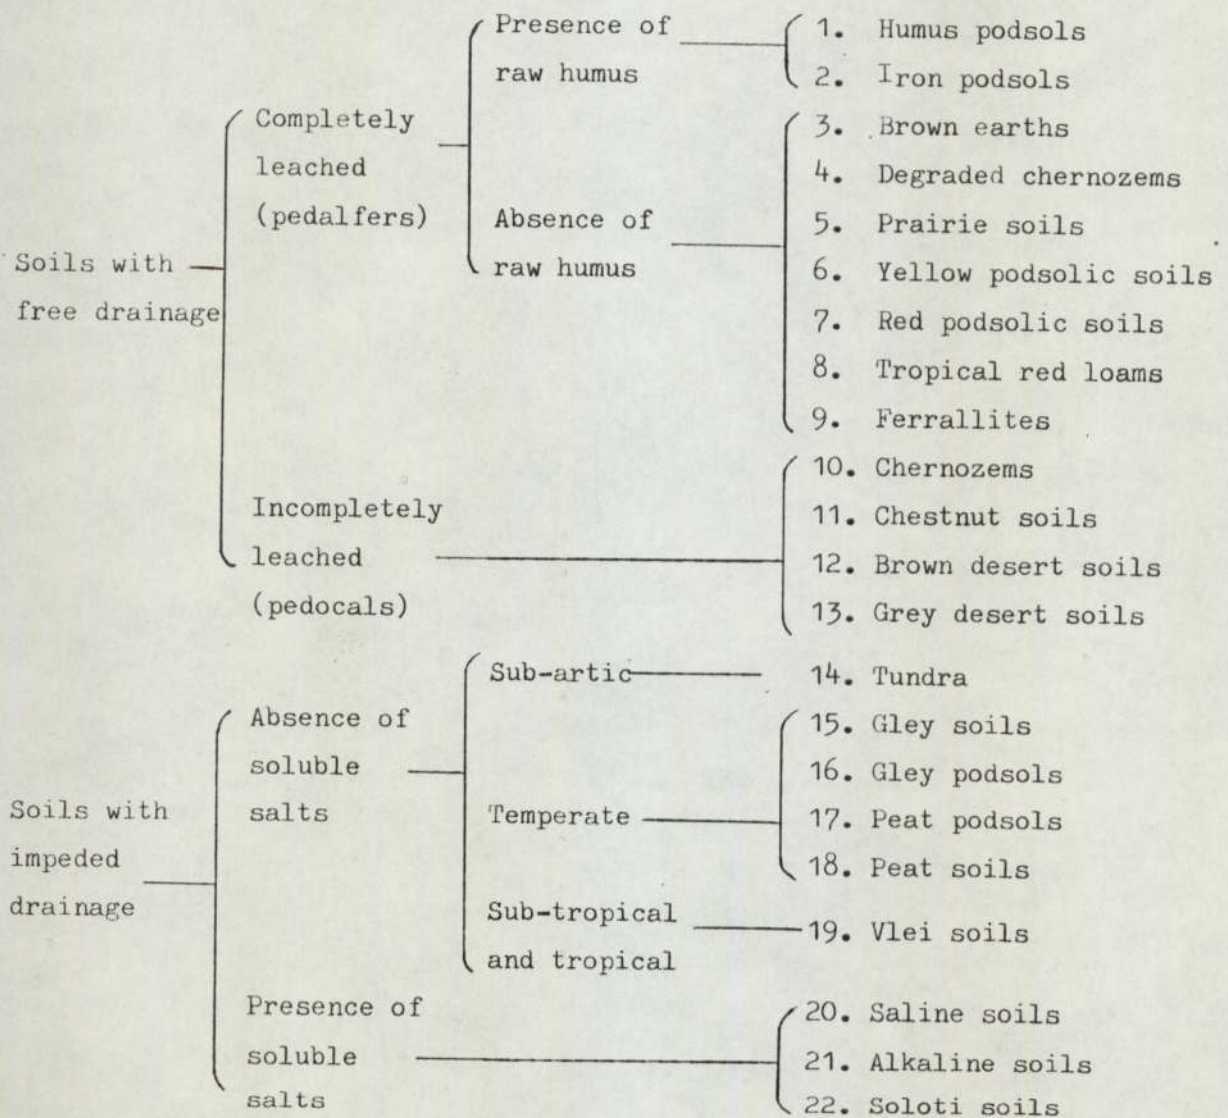 Soils with
free drainage
Completely
leached
(pedalfers)
Presence of
raw humus
1. Humus podsols
2. Iron podsols
Absence of
raw humus
3. Brown earths
4. Degraded chernozems
5. Prairie soils
6. Yellow podsolic soils
7. Red podsolic soils
8. Tropical red loams
9. Ferrallites
Incompletely
leached
(pedocals)
10. Chernozems
11. Chestnut soils
12. Brown desert soils
13. Grey desert soils
Soils with
impeded
drainage
Absence of
soluble
salts
Sub-artic
14. Tundra
Temperate
15. Gley soils
16. Gley podsols
17. Peat podsols
18. Peat soils
Sub-tropical
and tropical
19. Vlei soils
Presence of
soluble
salts
20. Saline soils
21. Alkaline soils
22. Soloti soils